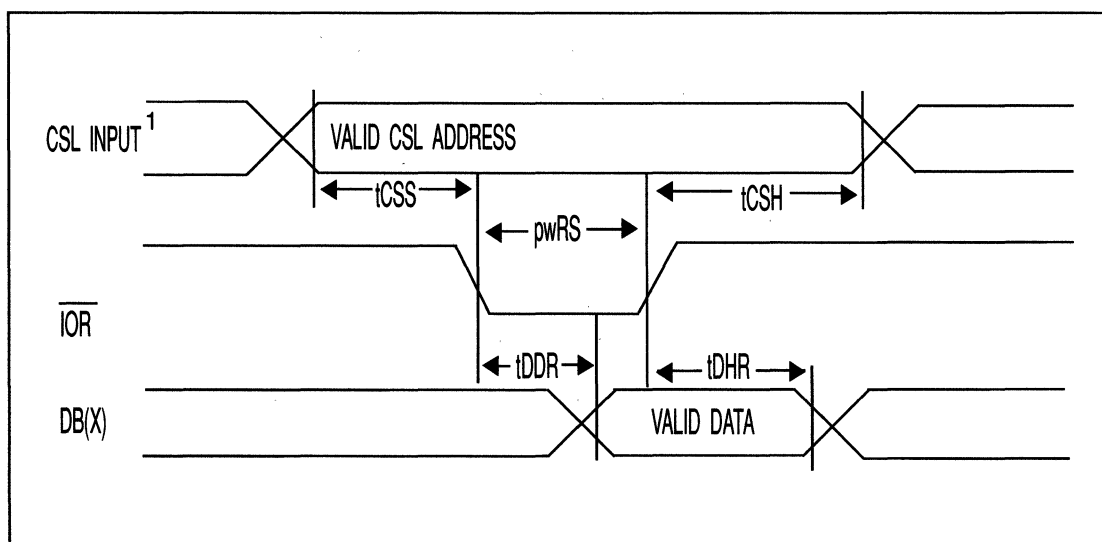 CSL INPUT 1
VALID CSL ADDRESS
tCSS
tCSH
pwRS
IOR
tDDR
tDHR
DB(X)
VALID DATA